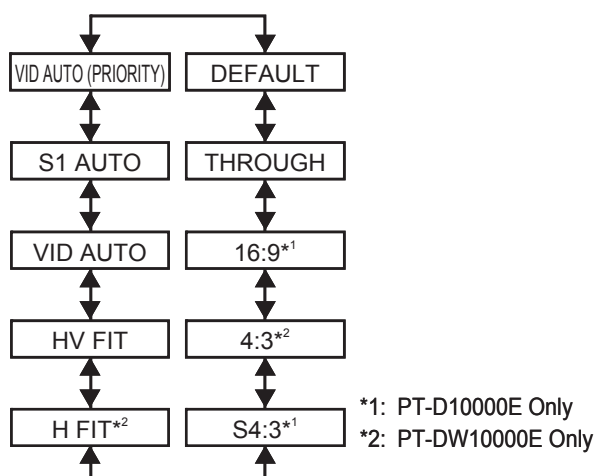 VID AUTO (PRIORITY)
DEFAULT
S1 AUTO
THROUGH
VID AUTO
16:9*1
HV FIT
4:3*2
H FIT*2
S4:3*1
*1: PT-D10000E Only
*2: PT-DW10000E Only